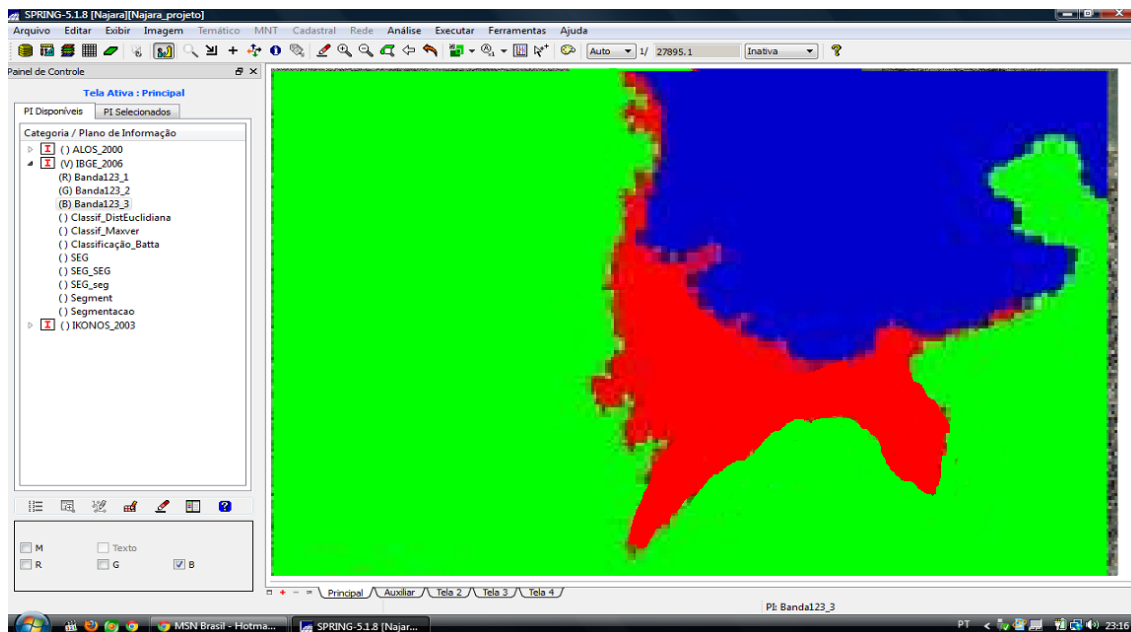 SPRING-5.1.8 [Najara][Najara_projeto]
Arquivo Editar Exibir Imagem Temático MNT Cadastral Rede Análise Executar Ferramentas Ajuda
Auto 1/ 27895.1 Inativa
Painel de Controle
Tela Ativa : Principal
PI Disponíveis PI Selecionados
Categoria / Plano de Informação
( ) ALOS_2000
(V) IBGE_2006
(R) Banda123_1
(G) Banda123_2
(B) Banda123_3
( ) Classif_DistEuclidiana
( ) Classif_Maxver
( ) Classificação_Batta
( ) SEG
( ) SEG_SEG
( ) SEG_seg
( ) Segment
( ) Segmentacao
( ) IKONOS_2003
M Texto
R G B
Principal Auxiliar Tela 2 Tela 3 Tela 4
PI: Banda123_3
MSN Brasil - Hotma... SPRING-5.1.8 [Najar... PT 23:16